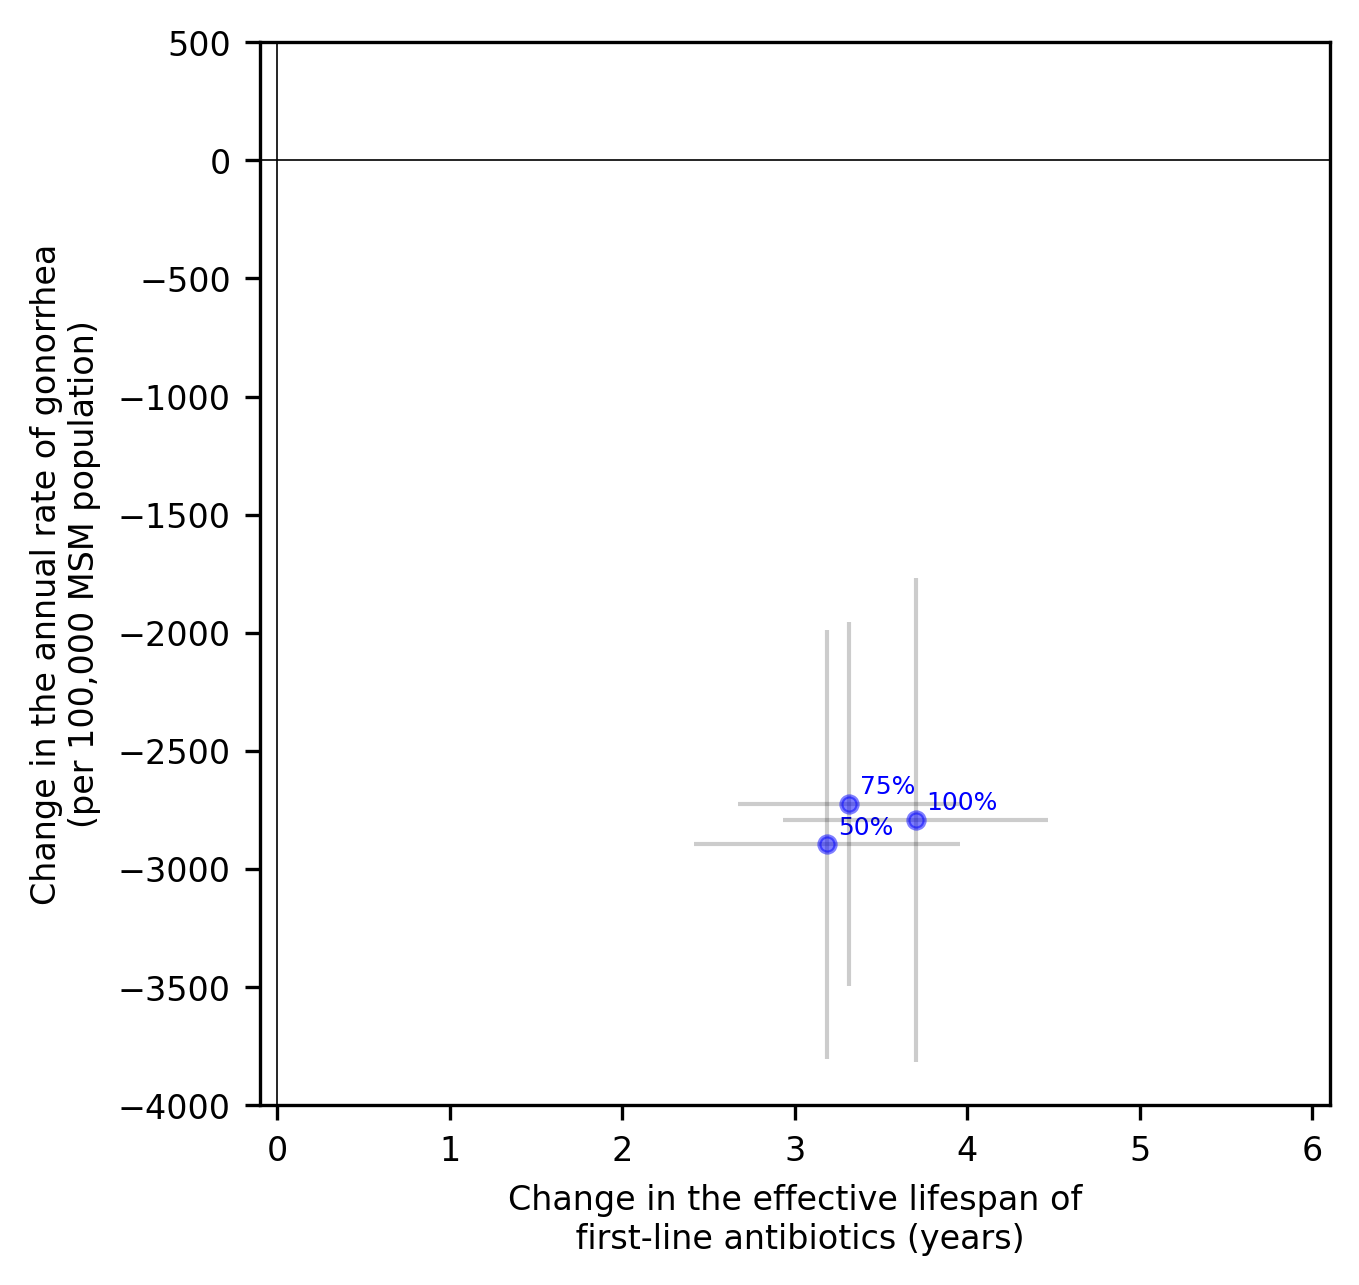 500
0
−500
−1000
−1500
−2000
−2500
−3000
−3500
−4000
Change in the annual rate of gonorrhea
(per 100,000 MSM population)
75%
100%
50%
0 1 2 3 4 5 6
Change in the effective lifespan of
first-line antibiotics (years)